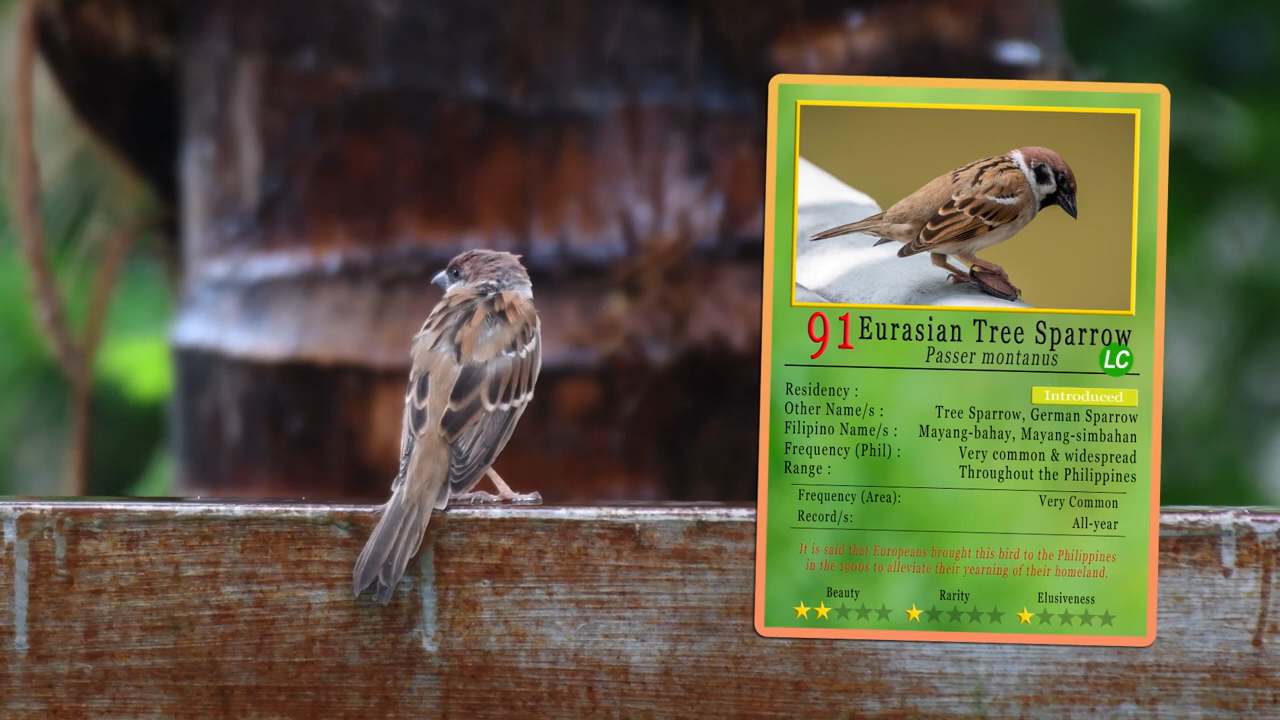 91 Eurasian Tree Sparrow
Passer montanus
LC
Residency : Introduced
Other Name/s : Tree Sparrow, German Sparrow
Filipino Name/s : Mayang-bahay, Mayang-simbahan
Frequency (Phil) : Very common & widespread
Range : Throughout the Philippines
Frequency (Area): Very Common
Record/s: All-year
It is said that Europeans brought this bird to the Philippines
in the 1900s to alleviate their yearning of their homeland.
Beauty Rarity Elusiveness